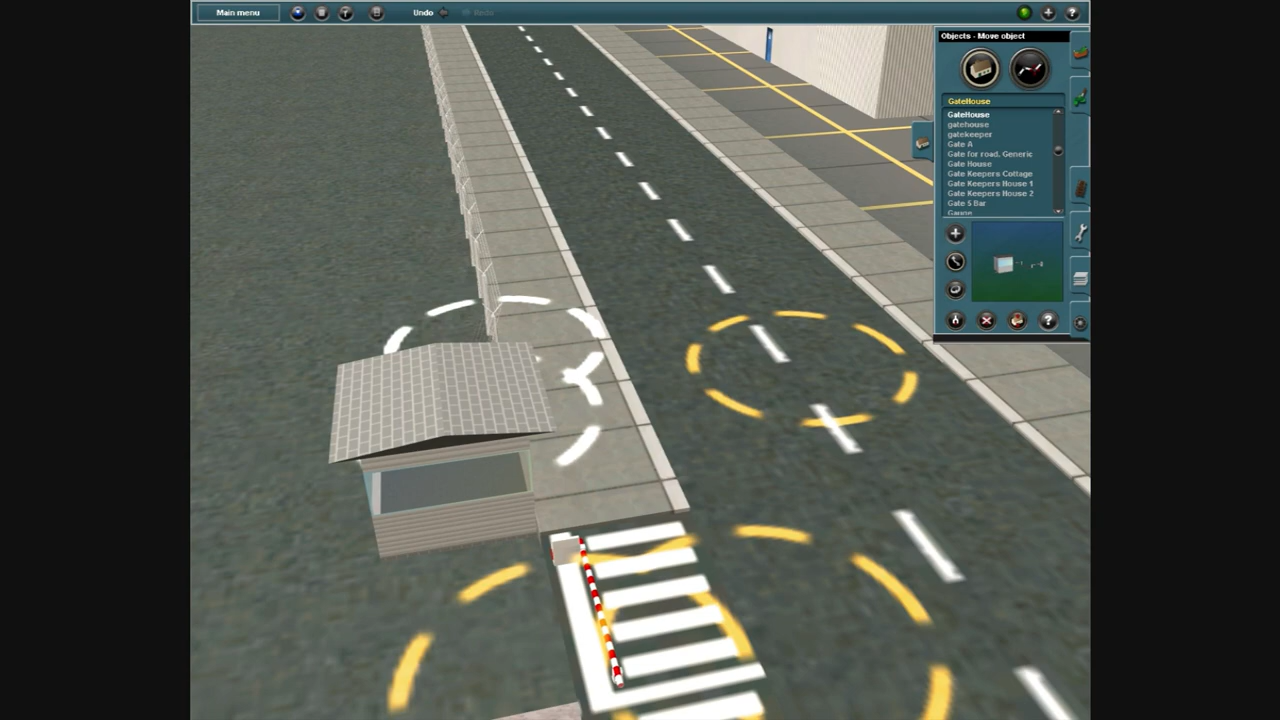 Main menu
Undo
Redo
?
Objects - Move object
GateHouse
GateHouse
gatehouse
gatekeeper
Gate A
Gate for road, Generic
Gate House
Gate Keepers Cottage
Gate Keepers House 1
Gate Keepers House 2
Gate 5 Bar
Gauge
?